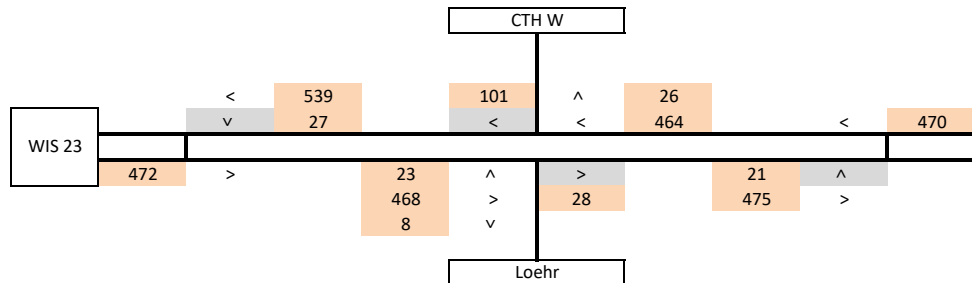 CTH W
< 539 101 ^ 26
v 27 < < 464 < 470
WIS 23
472 > 23 ^ > 21 ^
468 > 28 475 >
8 v
Loehr